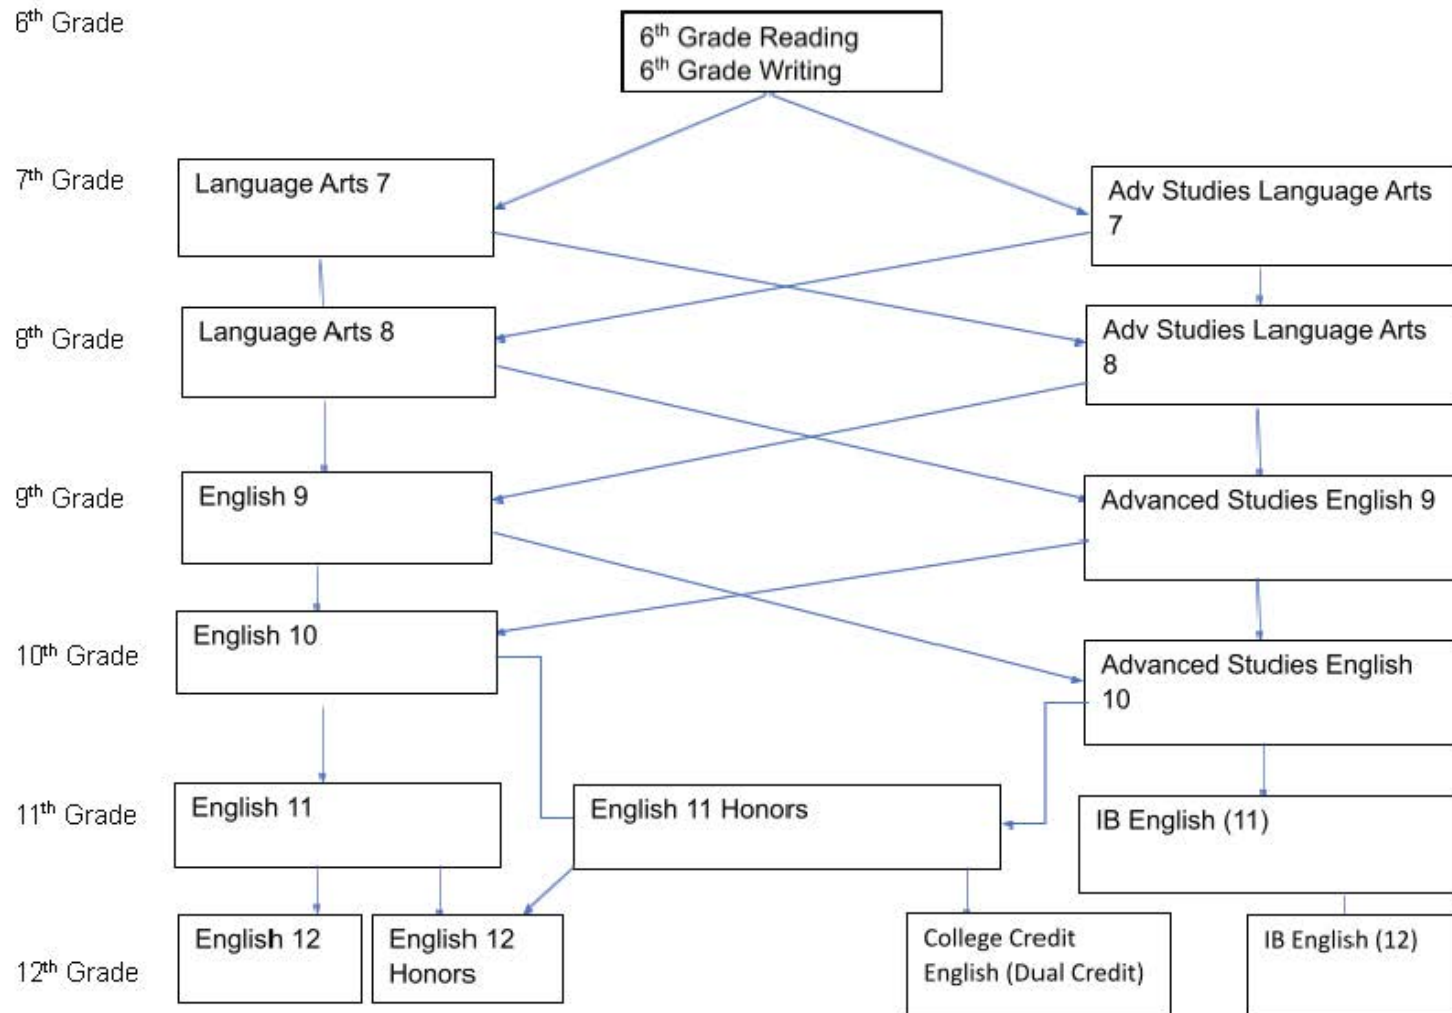 6th Grade
6th Grade Reading
6th Grade Writing
7th Grade
Language Arts 7
Adv Studies Language Arts
7
8th Grade
Language Arts 8
Adv Studies Language Arts
8
9th Grade
English 9
Advanced Studies English 9
10th Grade
English 10
Advanced Studies English
10
11th Grade
English 11
English 11 Honors
IB English (11)
12th Grade
English 12
English 12
Honors
College Credit
English (Dual Credit)
IB English (12)